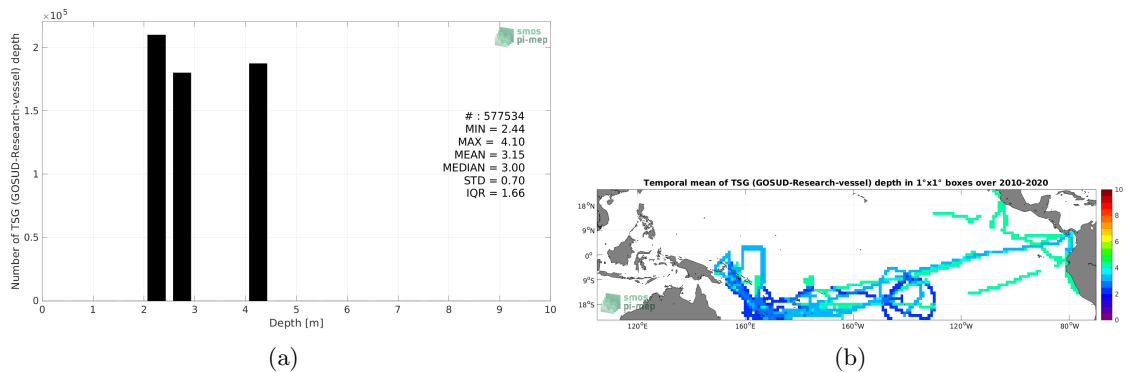 ×10⁵
smos
pi-mep
Number of TSG (GOSUD-Research-vessel) depth
2
1.5
1
0.5
0
# : 577534
MIN = 2.44
MAX = 4.10
MEAN = 3.15
MEDIAN = 3.00
STD = 0.70
IQR = 1.66
0 1 2 3 4 5 6 7 8 9 10
Depth [m]
(a)
Temporal mean of TSG (GOSUD-Research-vessel) depth in 1°x1° boxes over 2010-2020
18°N
9°N
0°
9°S
18°S
smos
pi-mep
120°E 160°E 160°W 120°W 80°W
10
8
6
4
2
0
(b)